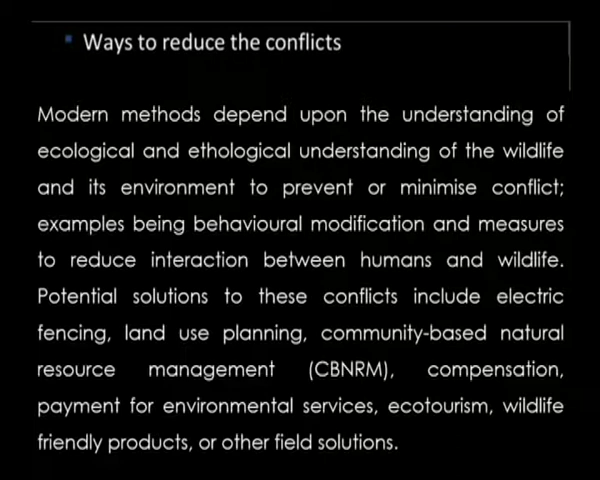 Ways to reduce the conflicts
Modern methods depend upon the understanding of
ecological and ethological understanding of the wildlife
and its environment to prevent or minimise conflict;
examples being behavioural modification and measures
to reduce interaction between humans and wildlife.
Potential solutions to these conflicts include electric
fencing, land use planning, community-based natural
resource management (CBNRM), compensation,
payment for environmental services, ecotourism, wildlife
friendly products, or other field solutions.